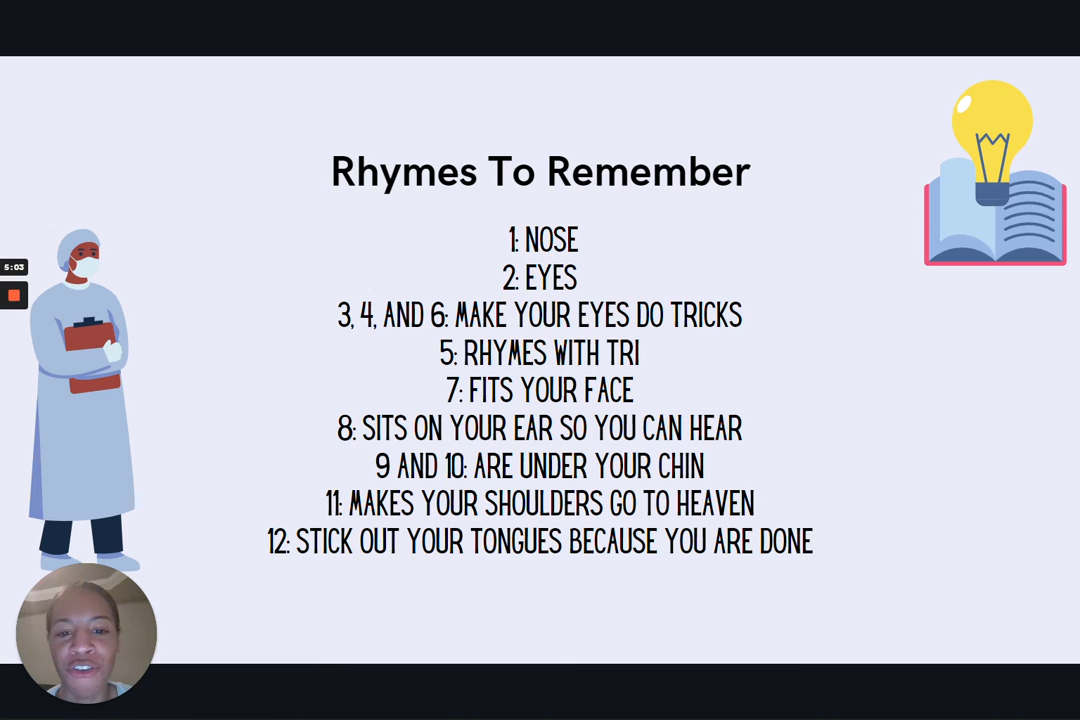 Rhymes To Remember
1: NOSE
2: EYES
3, 4, AND 6: MAKE YOUR EYES DO TRICKS
5: RHYMES WITH TRI
7: FITS YOUR FACE
8: SITS ON YOUR EAR SO YOU CAN HEAR
9 AND 10: ARE UNDER YOUR CHIN
11: MAKES YOUR SHOULDERS GO TO HEAVEN
12: STICK OUT YOUR TONGUES BECAUSE YOU ARE DONE
5:03